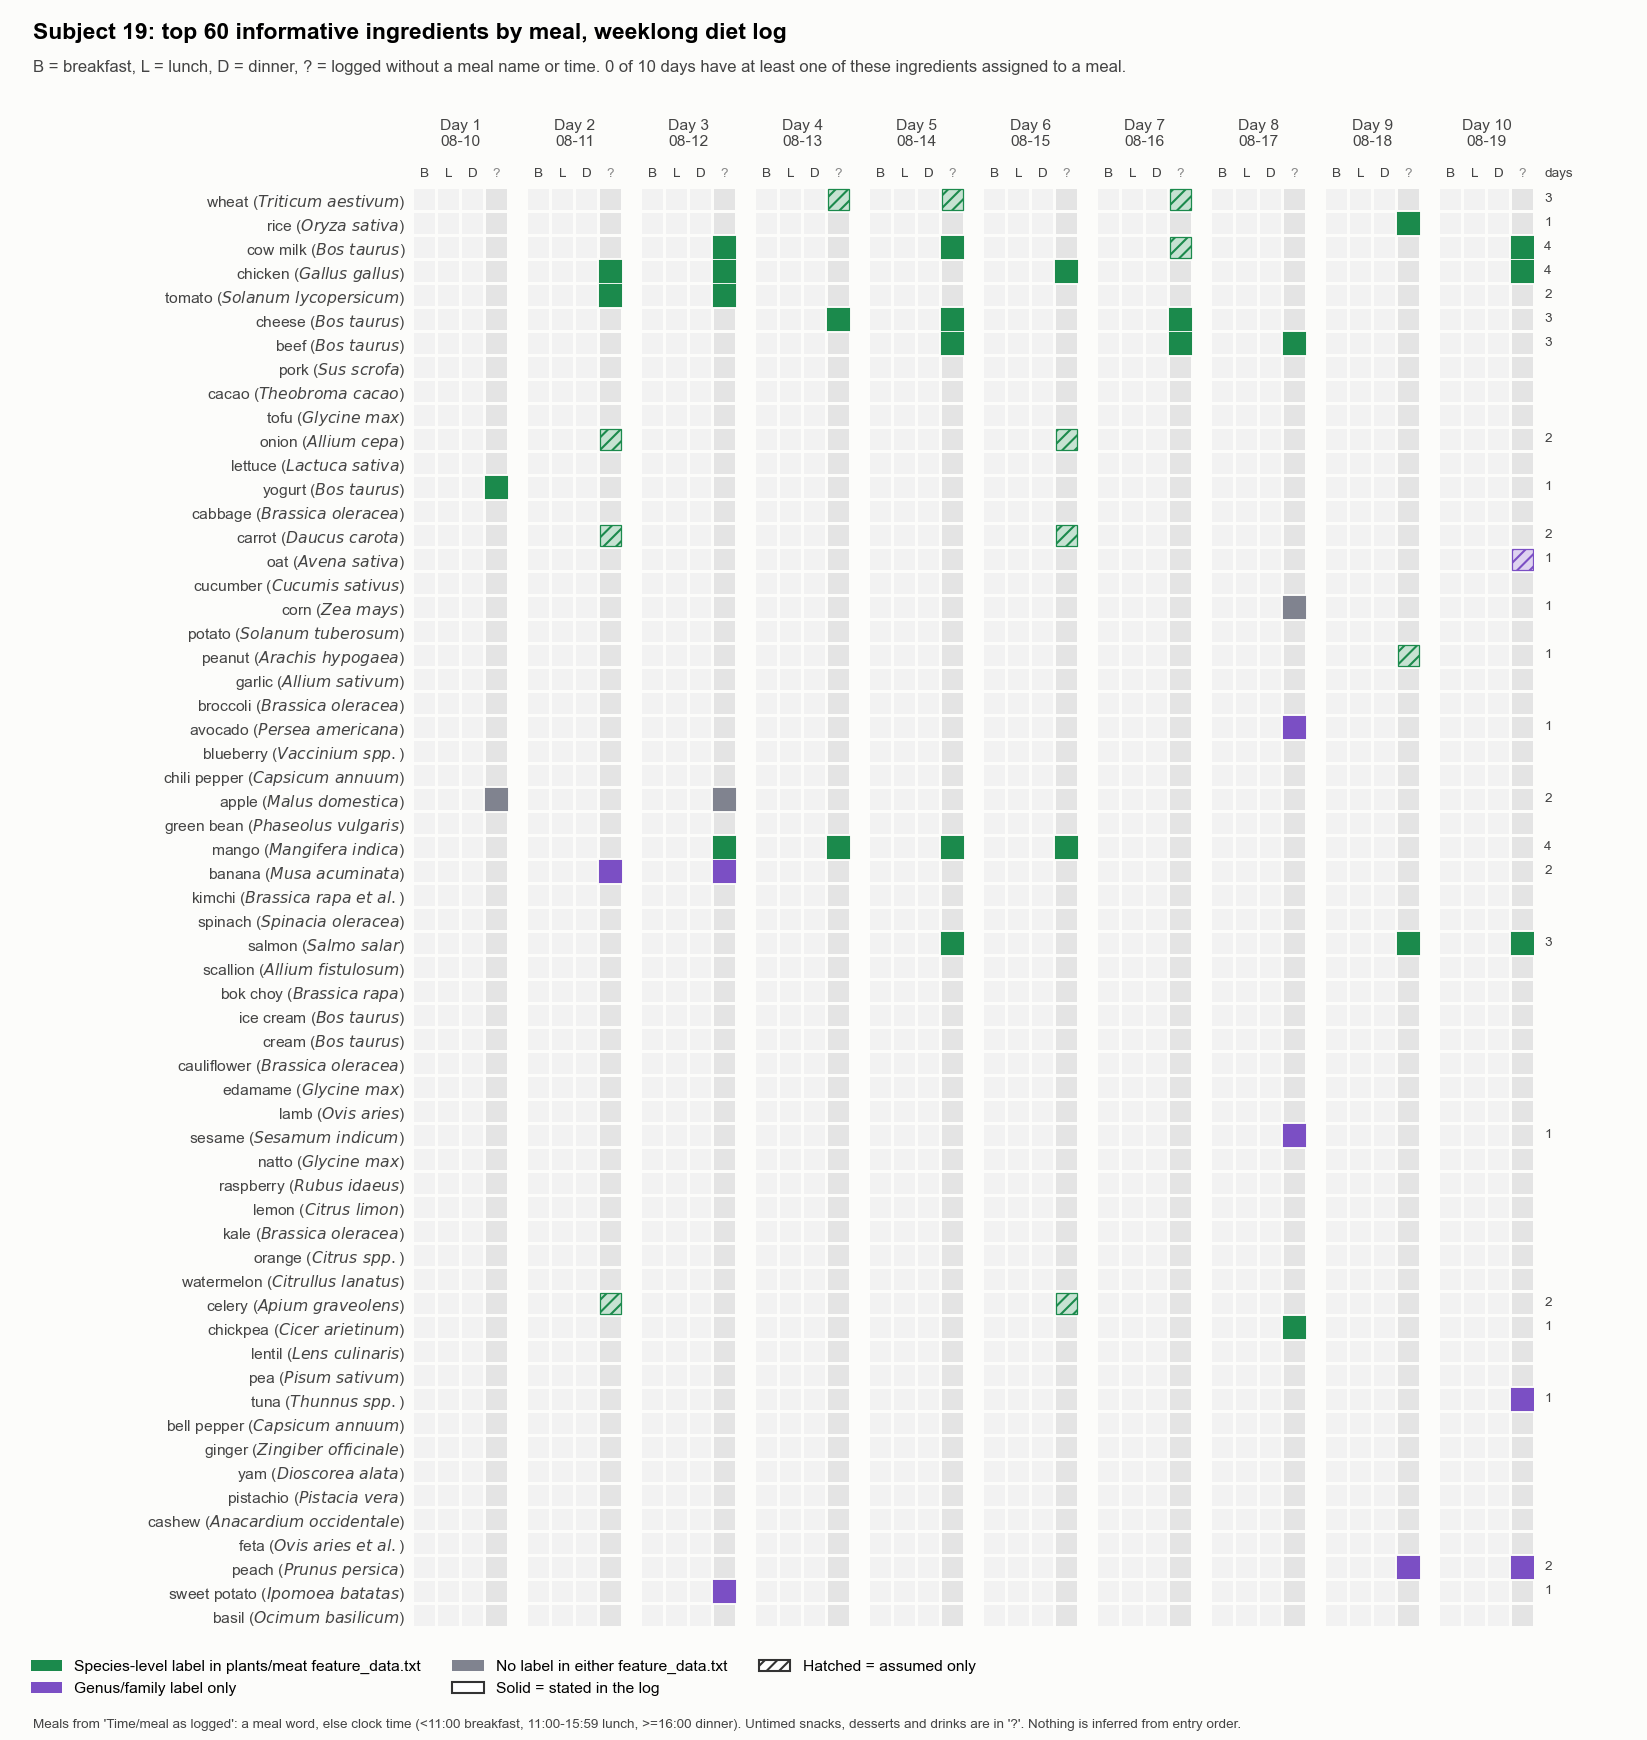 Subject 19: top 60 informative ingredients by meal, weeklong diet log
B = breakfast, L = lunch, D = dinner, ? = logged without a meal name or time. 0 of 10 days have at least one of these ingredients assigned to a meal.
Day 1 Day 2 Day 3 Day 4 Day 5 Day 6 Day 7 Day 8 Day 9 Day 10
08-10 08-11 08-12 08-13 08-14 08-15 08-16 08-17 08-18 08-19
B L D ? B L D ? B L D ? B L D ? B L D ? B L D ? B L D ? B L D ? B L D ? B L D ? days
wheat (Triticum aestivum) 3
rice (Oryza sativa) 1
cow milk (Bos taurus) 4
chicken (Gallus gallus) 4
tomato (Solanum lycopersicum) 2
cheese (Bos taurus) 3
beef (Bos taurus) 3
pork (Sus scrofa)
cacao (Theobroma cacao)
tofu (Glycine max)
onion (Allium cepa) 2
lettuce (Lactuca sativa)
yogurt (Bos taurus) 1
cabbage (Brassica oleracea)
carrot (Daucus carota) 2
oat (Avena sativa) 1
cucumber (Cucumis sativus)
corn (Zea mays) 1
potato (Solanum tuberosum)
peanut (Arachis hypogaea) 1
garlic (Allium sativum)
broccoli (Brassica oleracea)
avocado (Persea americana) 1
blueberry (Vaccinium spp. )
chili pepper (Capsicum annuum)
apple (Malus domestica) 2
green bean (Phaseolus vulgaris)
mango (Mangifera indica) 4
banana (Musa acuminata) 2
kimchi (Brassica rapa et al. )
spinach (Spinacia oleracea)
salmon (Salmo salar) 3
scallion (Allium fistulosum)
bok choy (Brassica rapa)
ice cream (Bos taurus)
cream (Bos taurus)
cauliflower (Brassica oleracea)
edamame (Glycine max)
lamb (Ovis aries)
sesame (Sesamum indicum) 1
natto (Glycine max)
raspberry (Rubus idaeus)
lemon (Citrus limon)
kale (Brassica oleracea)
orange (Citrus spp. )
watermelon (Citrullus lanatus)
celery (Apium graveolens) 2
chickpea (Cicer arietinum) 1
lentil (Lens culinaris)
pea (Pisum sativum)
tuna (Thunnus spp. ) 1
bell pepper (Capsicum annuum)
ginger (Zingiber officinale)
yam (Dioscorea alata)
pistachio (Pistacia vera)
cashew (Anacardium occidentale)
feta (Ovis aries et al. )
peach (Prunus persica) 2
sweet potato (Ipomoea batatas) 1
basil (Ocimum basilicum)
Species-level label in plants/meat feature_data.txt No label in either feature_data.txt Hatched = assumed only
Genus/family label only Solid = stated in the log
Meals from 'Time/meal as logged': a meal word, else clock time (<11:00 breakfast, 11:00-15:59 lunch, >=16:00 dinner). Untimed snacks, desserts and drinks are in '?'. Nothing is inferred from entry order.